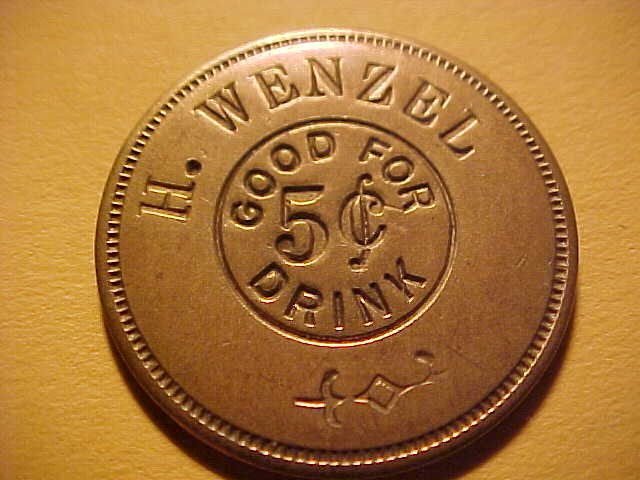 H. WENZEL
GOOD FOR
5¢
DRINK